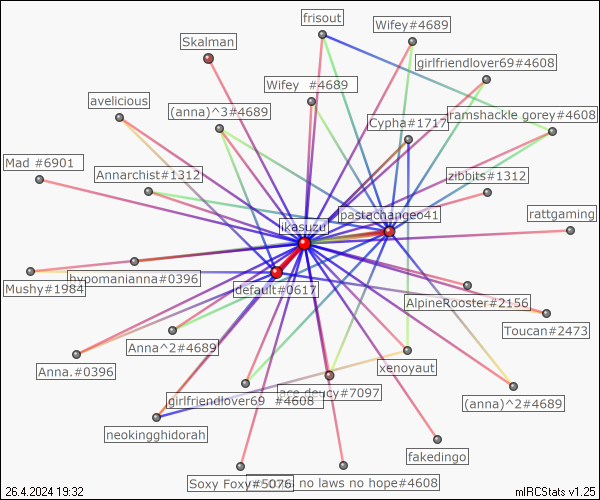 frisout
Wifey#4689
Skalman
girlfriendlover69#4608
Wifey #4689
avelicious
(anna)^3#4689
ramshackle gorey#4608
Cypha#1717
Mad #6901
Annarchist#1312
zibbits#1312
pastachangeo41
rattgaming
ikasuzu
hypomanianna#0396
Mushy#1984
default#0617
AlpineRooster#2156
Toucan#2473
Anna^2#4689
xenoyaut
Anna.#0396
ace deucy#7097
girlfriendlover69 #4608
(anna)^2#4689
neokingghidorah
fakedingo
Soxy Foxy#5076
no laws no hope#4608
26.4.2024 19:32
mIRCStats v1.25